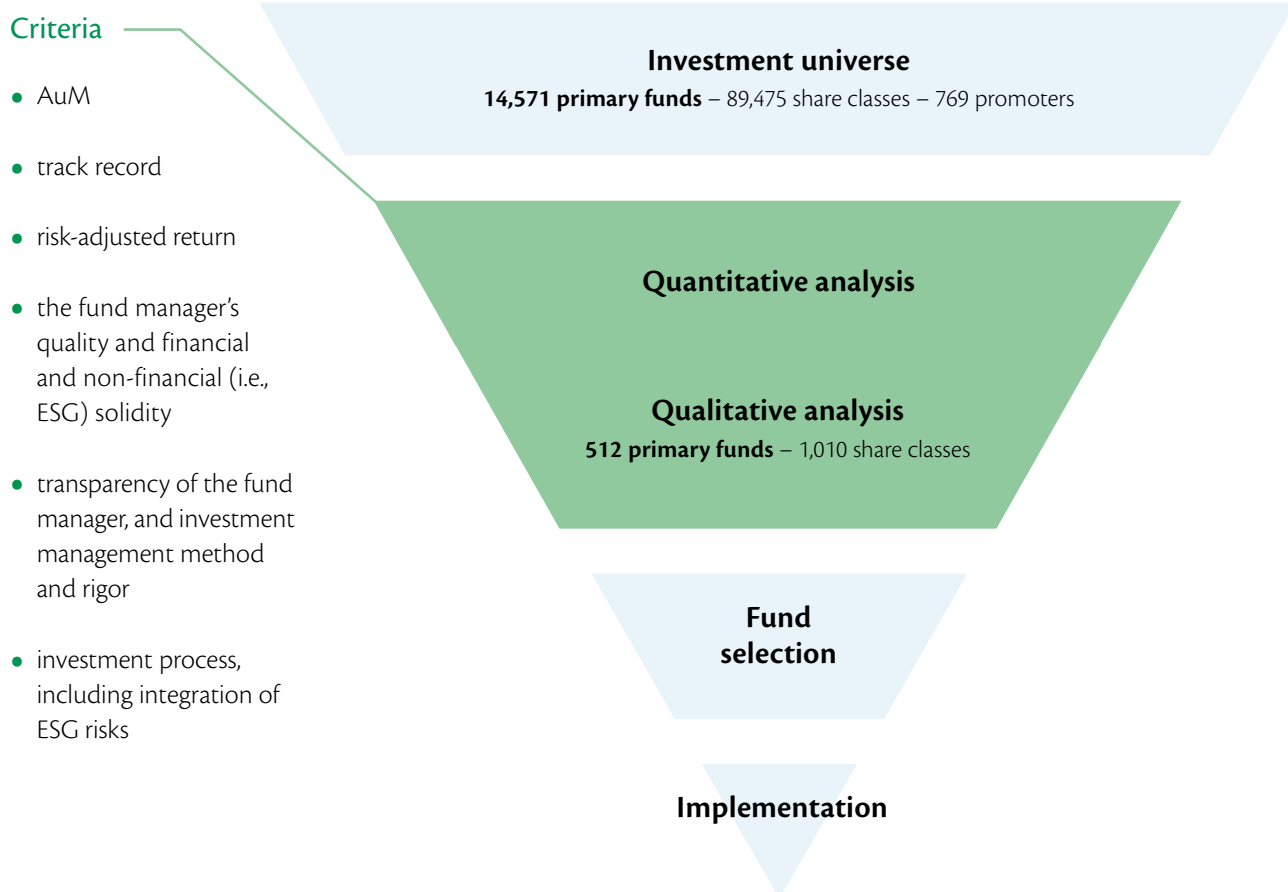 Criteria
• AuM
• track record
• risk-adjusted return
• the fund manager’s
quality and financial
and non-financial (i.e.,
ESG) solidity
• transparency of the fund
manager, and investment
management method
and rigor
• investment process,
including integration of
ESG risks
Investment universe
14,571 primary funds – 89,475 share classes – 769 promoters
Quantitative analysis
Qualitative analysis
512 primary funds – 1,010 share classes
Fund
selection
Implementation